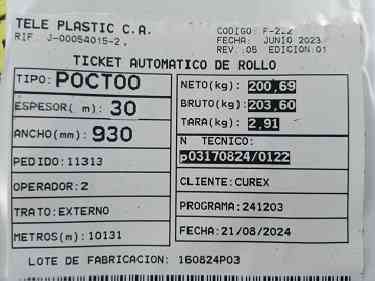 TELE PLASTIC C.A.
RIF: J-00054015-2,
CODIGO: F-222
FECHA: JUNIO 2023
REV.:05 EDICION:01
TICKET AUTOMATICO DE ROLLO
TIPO: POCTOO
ESPESOR( m): 30
ANCHO(mm): 930
PEDIDO:11313
OPERADOR:2
TRATO:EXTERNO
METROS(m):10131
NETO(kg): 200,69
BRUTO(kg): 203,60
TARA(kg): 2,91
N TECNICO:
p03170824/0122
CLIENTE:CUREX
PROGRAMA:241203
FECHA:21/08/2024
LOTE DE FABRICACION: 160824P03